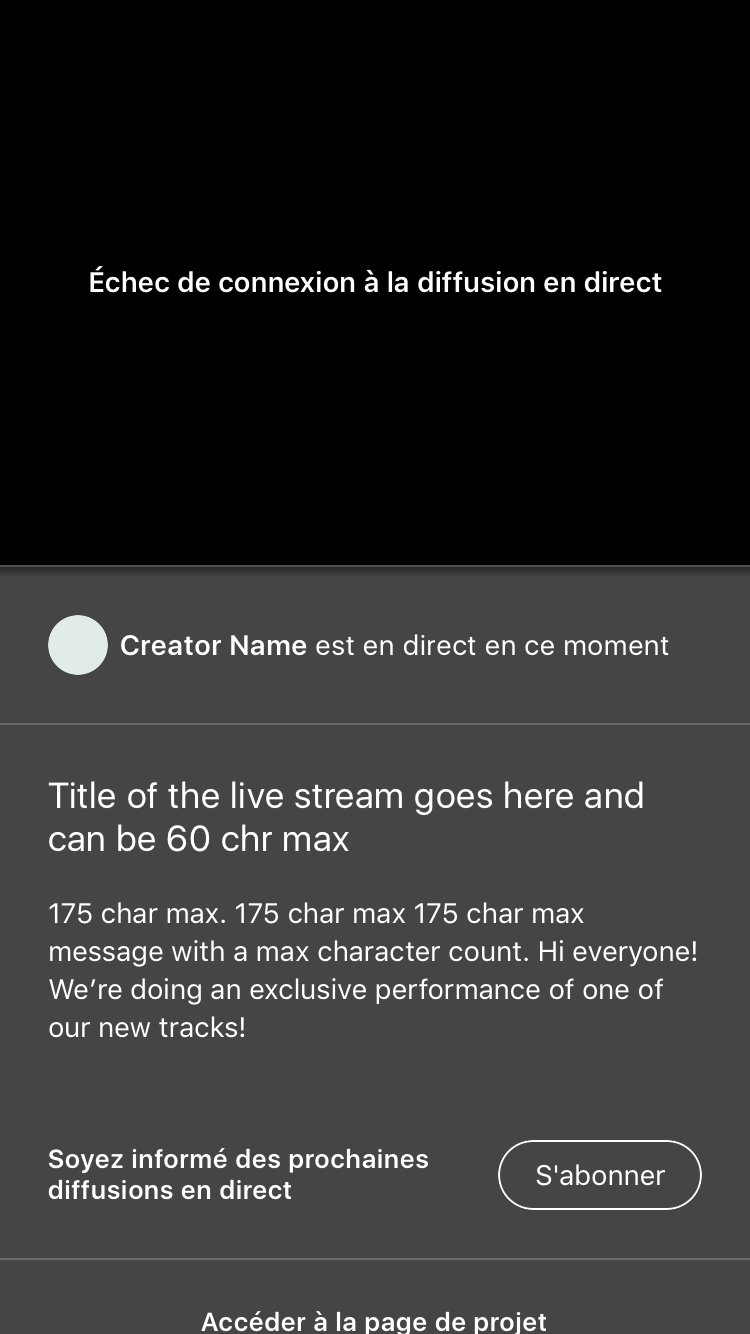 Échec de connexion à la diffusion en direct
Creator Name est en direct en ce moment
Title of the live stream goes here and
can be 60 chr max
175 char max. 175 char max 175 char max
message with a max character count. Hi everyone!
We’re doing an exclusive performance of one of
our new tracks!
Soyez informé des prochaines
diffusions en direct
S'abonner
Accéder à la page de projet